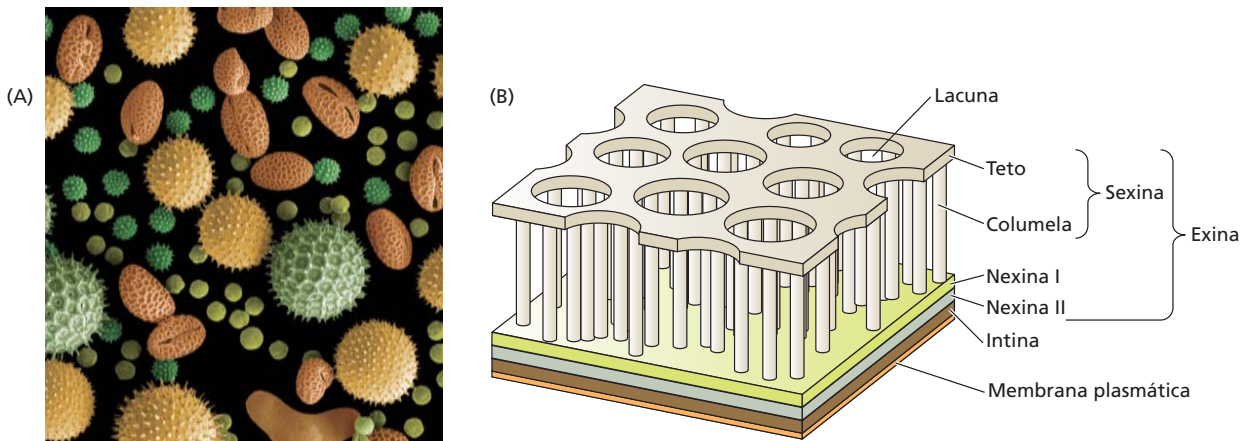 (A)
(B)
Lacuna
Teto
Columela
Sexina
Exina
Nexina I
Nexina II
Intina
Membrana plasmática